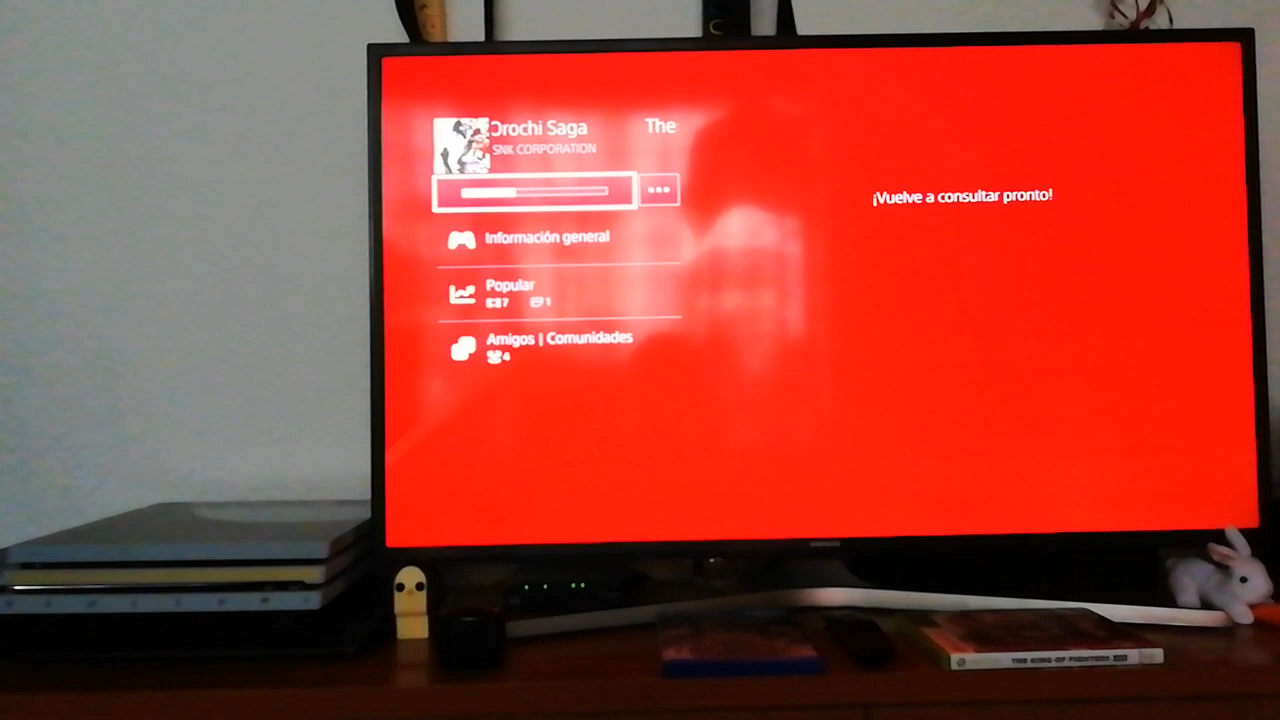 Orochi Saga The
SNK CORPORATION
¡Vuelve a consultar pronto!
Información general
Popular
7 1
Amigos | Comunidades
4
THE KING OF FIGHTERS